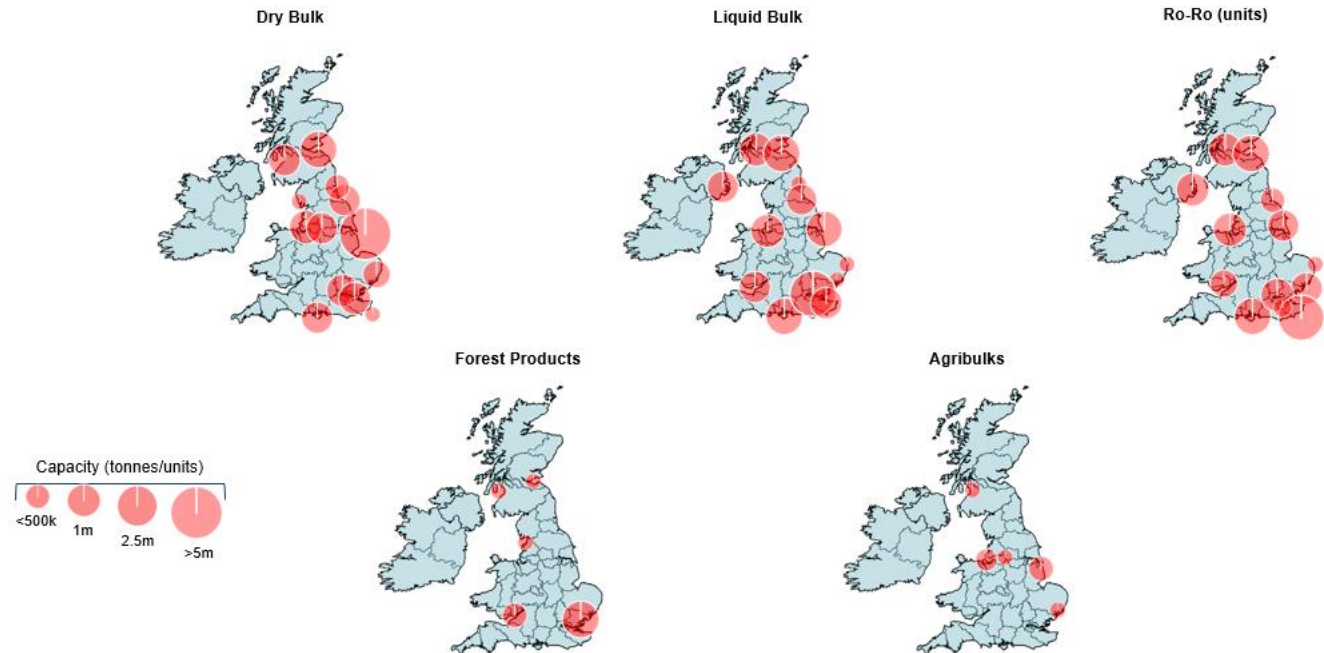 Dry Bulk
Liquid Bulk
Ro-Ro (units)
Forest Products
Agribulks
Capacity (tonnes/units)
<500k
1m
2.5m
>5m